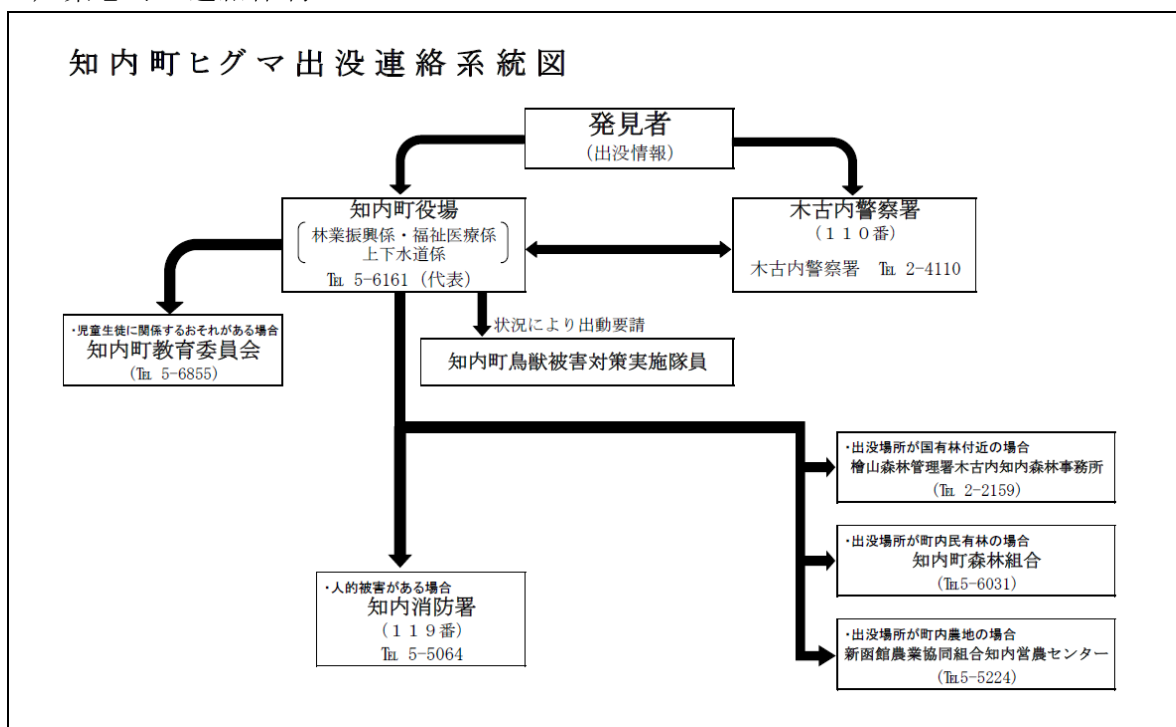 知内町ヒグマ出没連絡系統図
発見者
(出没情報)
知内町役場
林業振興係・福祉医療係
上下水道係
℡ 5-6161 (代表)
木古内警察署
(110番)
木古内警察署 ℡ 2-4110
・児童生徒に関係するおそれがある場合
知内町教育委員会
(℡ 5-6855)
状況により出動要請
知内町鳥獣被害対策実施隊員
・出没場所が国有林付近の場合
檜山森林管理署木古内知内森林事務所
(℡ 2-2159)
・出没場所が町内民有林の場合
知内町森林組合
(℡5-6031)
・人的被害がある場合
知内消防署
(119番)
℡ 5-5064
・出没場所が町内農地の場合
新函館農業協同組合知内営農センター
(℡5-5224)